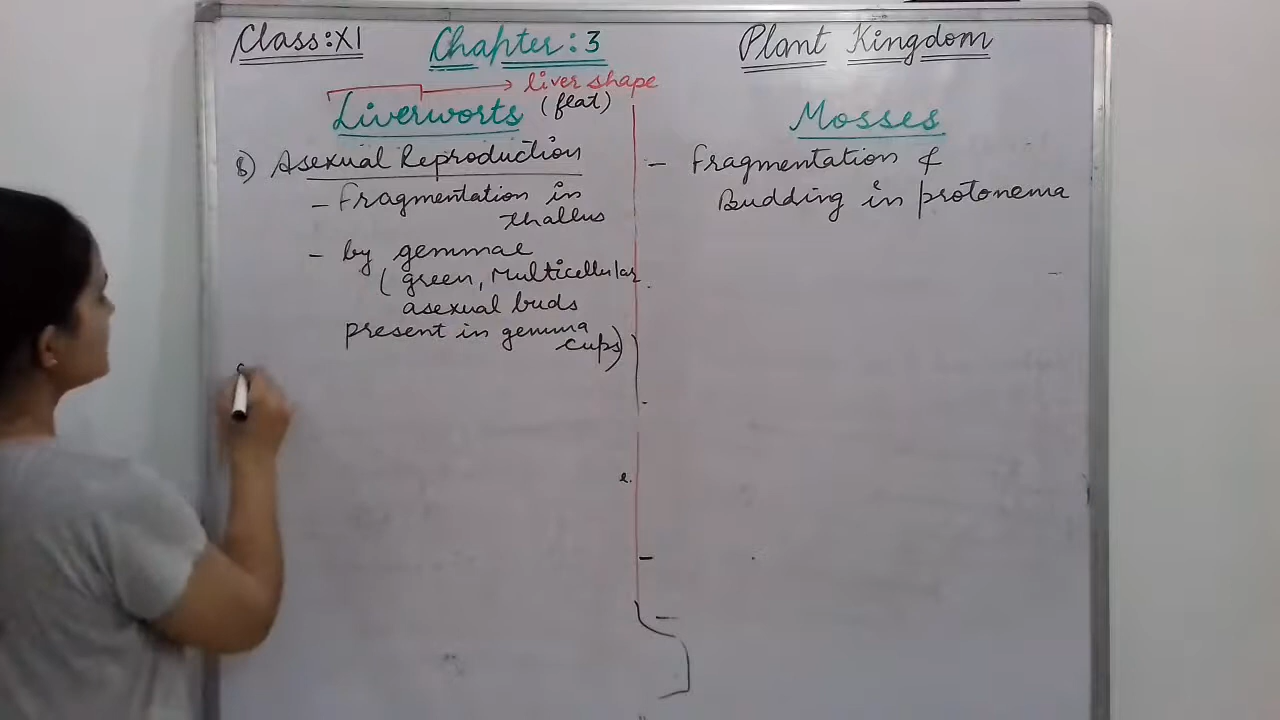 Class: XI Chapter: 3 Plant Kingdom
liver shape
Liverworts (flat)
Mosses
8) Asexual Reproduction
- Fragmentation in
thallus
- by gemmae
(green, Multicellular
asexual buds
present in gemma
cups)
- Fragmentation &
Budding in protonema